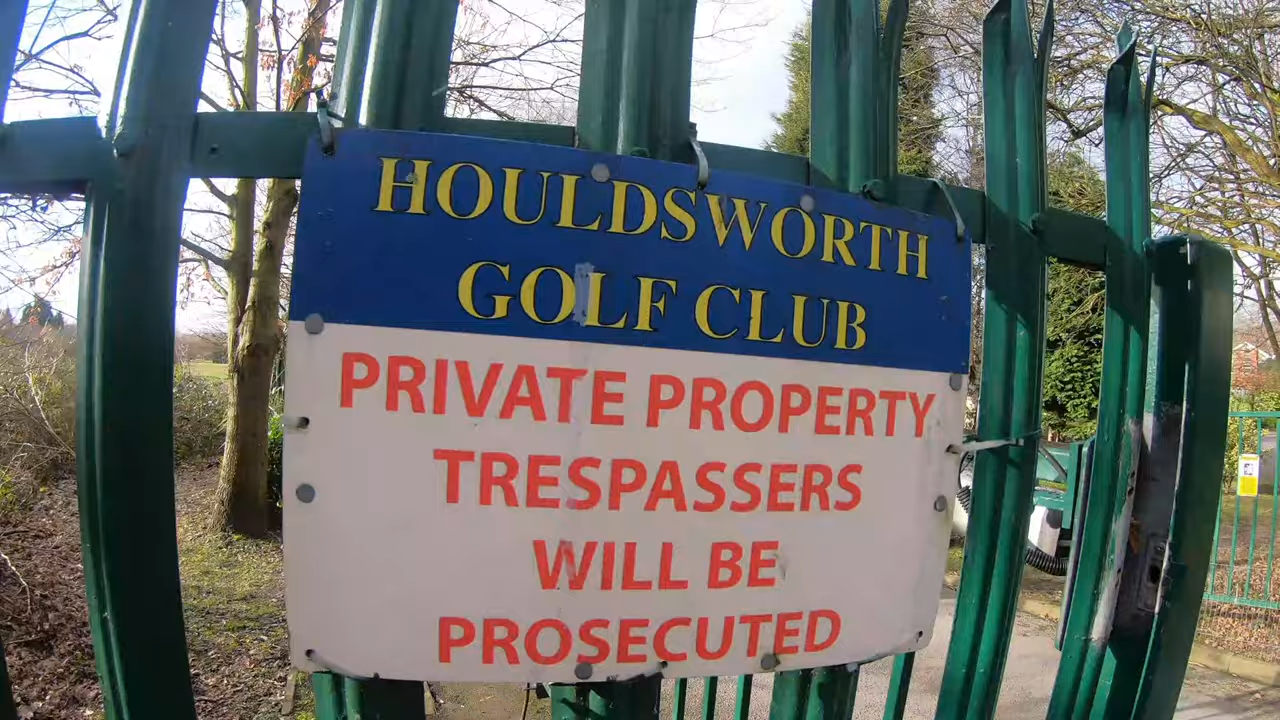 HOULDSWORTH
GOLF CLUB
PRIVATE PROPERTY
TRESPASSERS
WILL BE
PROSECUTED